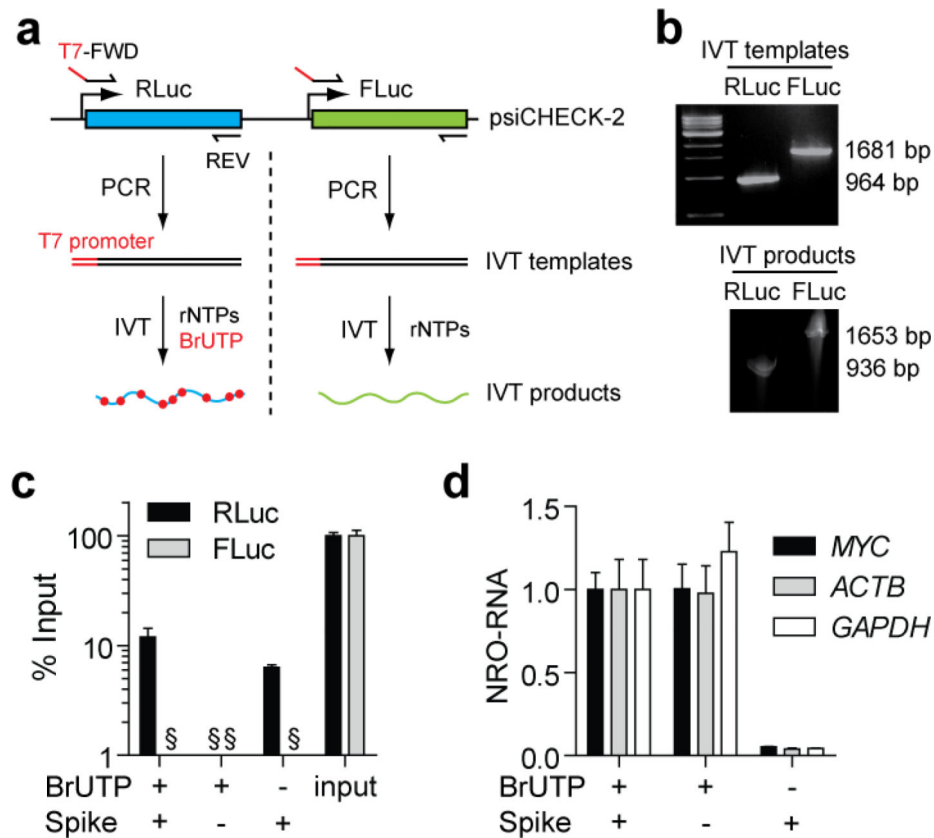 a
T7-FWD
RLuc
FLuc
psiCHECK-2
REV
PCR
PCR
T7 promoter
IVT templates
IVT
rNTPs
BrUTP
IVT
rNTPs
IVT products
b
IVT templates
RLuc FLuc
1681 bp
964 bp
IVT products
RLuc FLuc
1653 bp
936 bp
c
% Input
100
10
1
RLuc
FLuc
§ §§ §
BrUTP + + - input
Spike + - +
d
NRO-RNA
1.5
1.0
0.5
0.0
MYC
ACTB
GAPDH
BrUTP + + -
Spike + - +